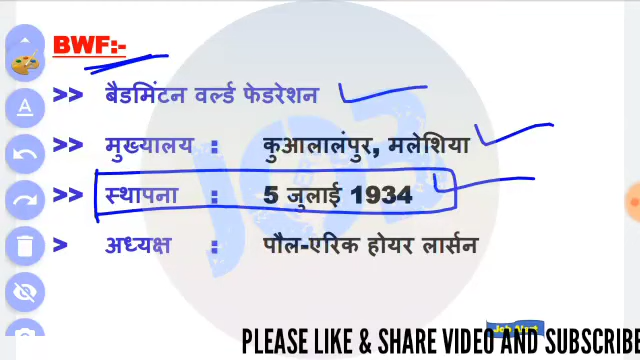 BWF:-
>> बैडमिंटन वर्ल्ड फेडरेशन
>> मुख्यालय : कुआलालंपुर, मलेशिया
>> स्थापना : 5 जुलाई 1934
> अध्यक्ष : पौल-एरिक होयर लार्सन
JOB
PLEASE LIKE & SHARE VIDEO AND SUBSCRIBE